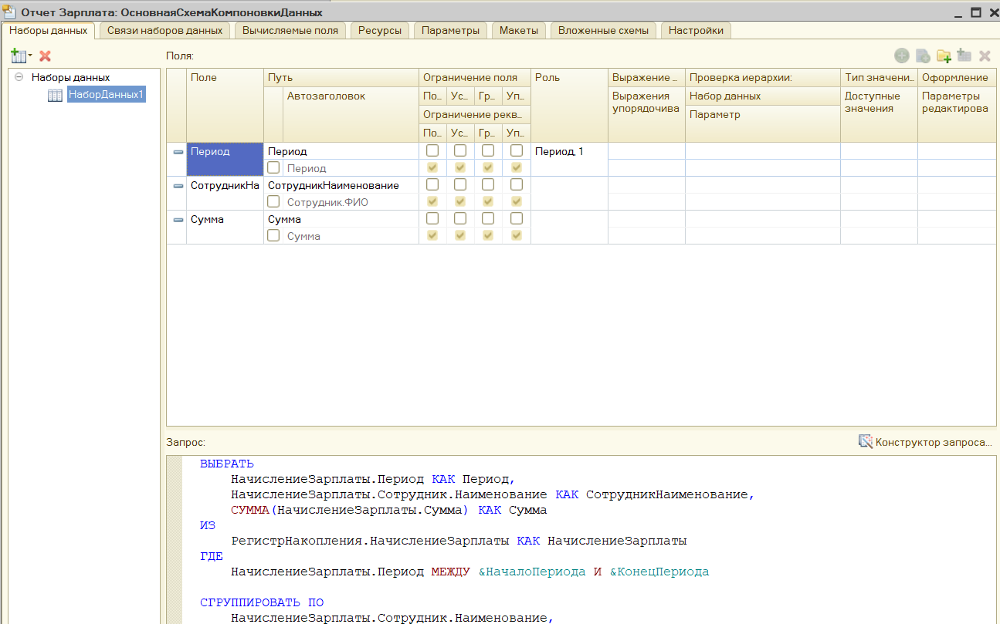 Отчет Зарплата: ОсновнаяСхемаКомпоновкиДанных
Наборы данных
Связи наборов данных
Вычисляемые поля
Ресурсы
Параметры
Макеты
Вложенные схемы
Настройки
Поля:
Наборы данных
НаборДанных1
Поле
Путь
Ограничение поля
Роль
Выражение ...
Проверка иерархии:
Тип значени...
Оформление
Автозаголовок
По... Ус... Гр... Уп...
Выражения упорядочива
Набор данных
Доступные значения
Параметры редактирова
Ограничение рекв...
Параметр
По... Ус... Гр... Уп...
Период
Период
Период, 1
Период
СотрудникНа
СотрудникНаименование
Сотрудник.ФИО
Сумма
Сумма
Сумма
Запрос:
Конструктор запроса...
ВЫБРАТЬ
НачислениеЗарплаты.Период КАК Период,
НачислениеЗарплаты.Сотрудник.Наименование КАК СотрудникНаименование,
СУММА(НачислениеЗарплаты.Сумма) КАК Сумма
ИЗ
РегистрНакопления.НачислениеЗарплаты КАК НачислениеЗарплаты
ГДЕ
НачислениеЗарплаты.Период МЕЖДУ &НачалоПериода И &КонецПериода
СГРУППИРОВАТЬ ПО
НачислениеЗарплаты.Сотрудник.Наименование,